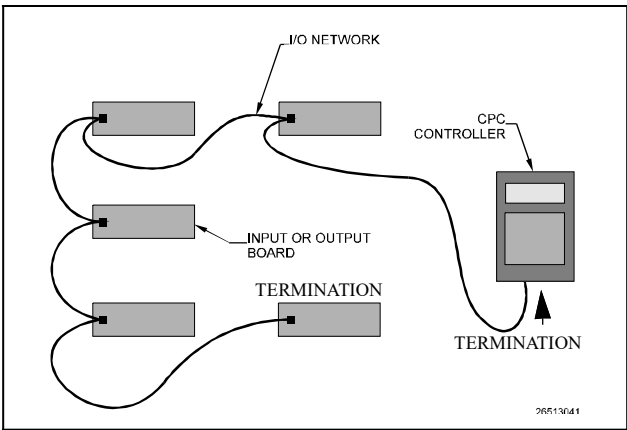 I/O NETWORK
CPC
CONTROLLER
INPUT OR OUTPUT
BOARD
TERMINATION
TERMINATION
26513041